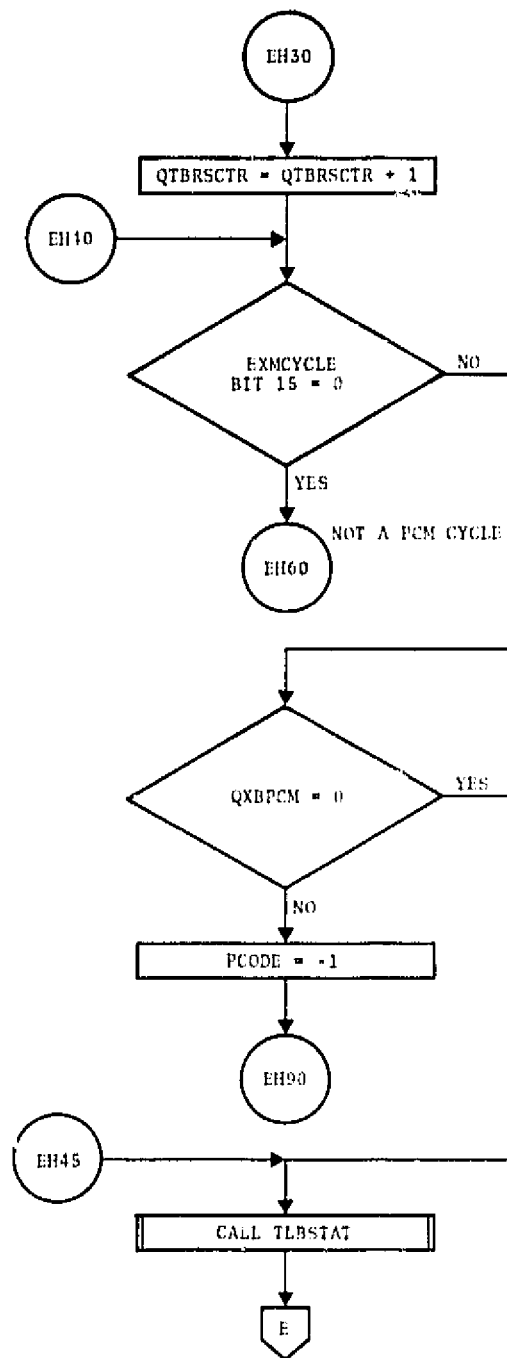 EH30
QTBRSCTR = QTBRSCTR + 1
EH40
EXMCYCLE
BIT 15 = 0
NO
YES
NOT A PCM CYCLE
EH60
QXBPCM = 0
YES
NO
PCODE = -1
EH90
EH45
CALL TLBSTAT
E